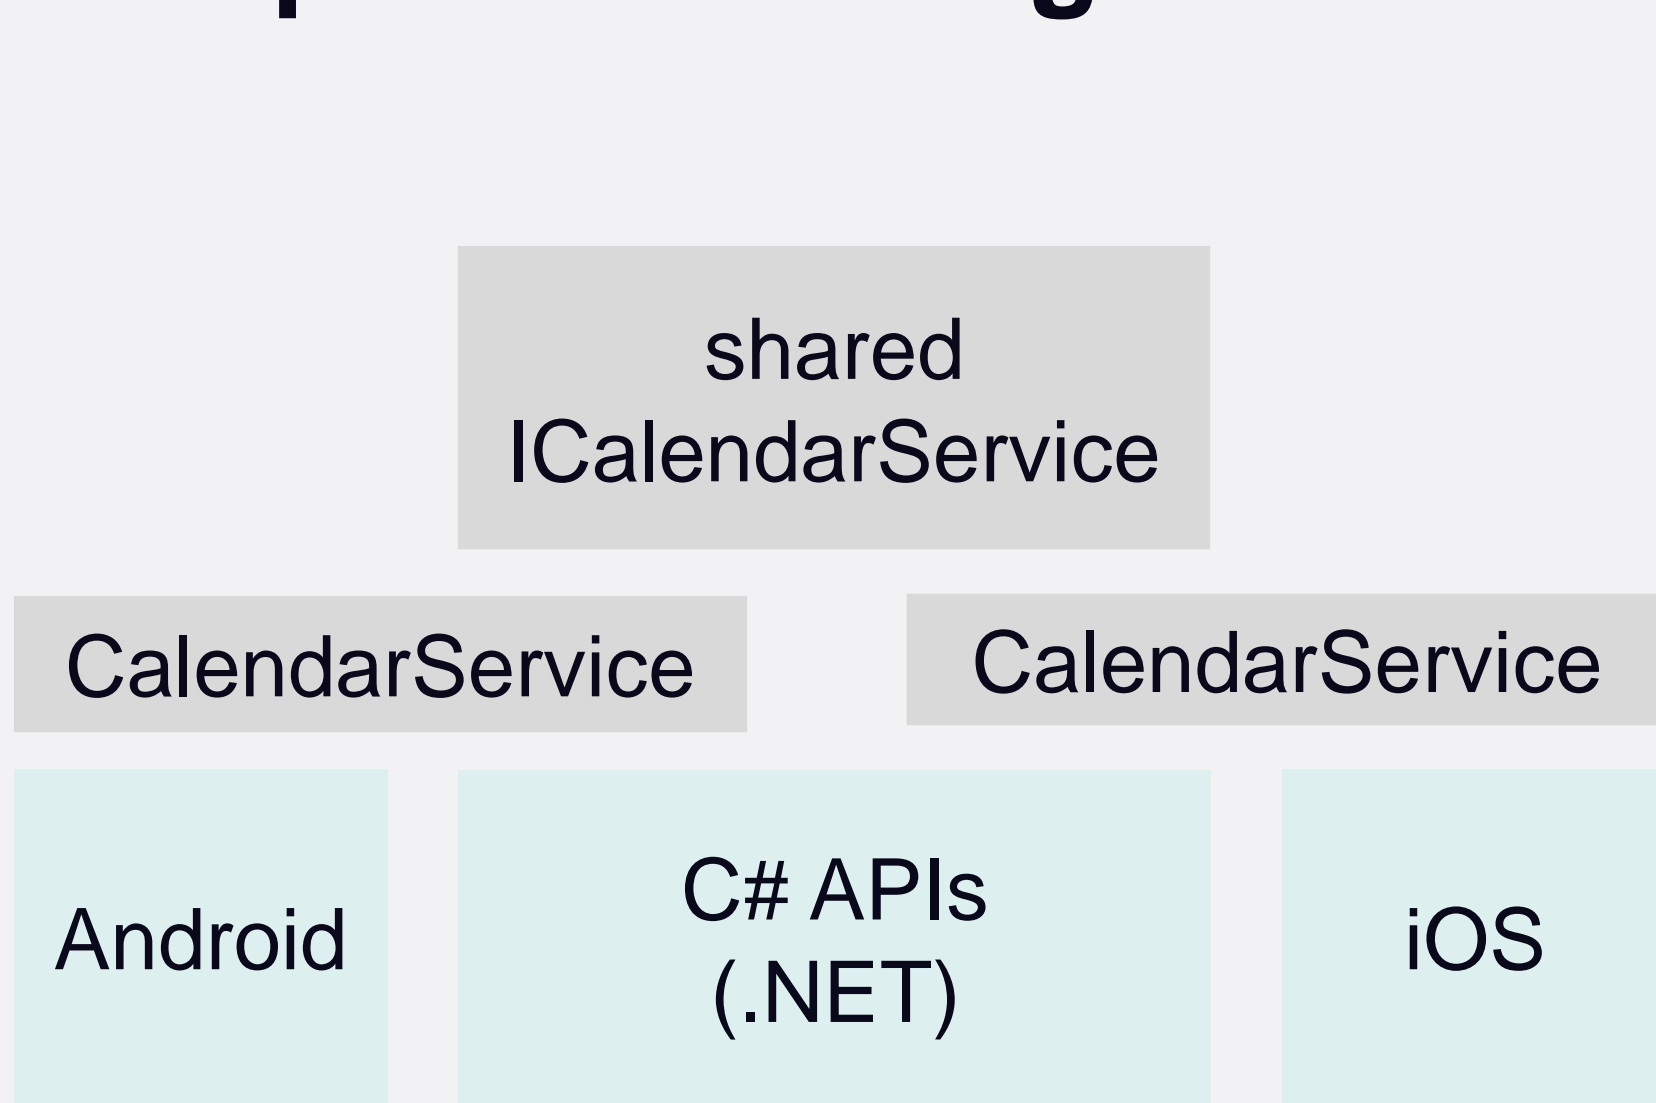 shared
ICalendarService
CalendarService
CalendarService
Android
C# APIs
(.NET)
iOS